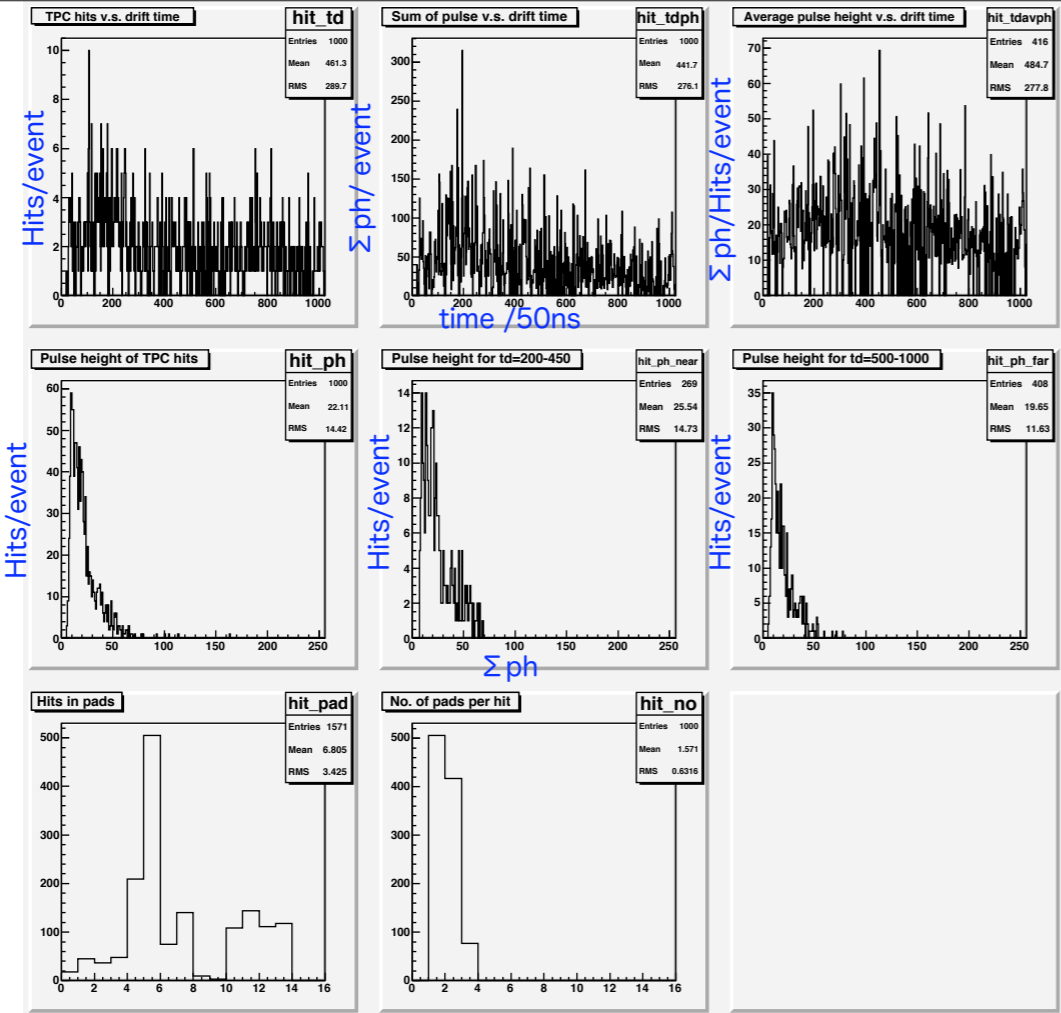 TPC hits v.s. drift time
hit_td
Entries 1000
Mean 461.3
RMS 289.7
Hits/event
10
8
6
4
2
0
0 200 400 600 800 1000
Sum of pulse v.s. drift time
hit_tdph
Entries 1000
Mean 441.7
RMS 276.1
Σ ph/ event
300
250
200
150
100
50
0
0 200 400 600 800 1000
time /50ns
Average pulse height v.s. drift time
hit_tdavph
Entries 416
Mean 484.7
RMS 277.8
Σ ph/Hits/event
70
60
50
40
30
20
10
0
0 200 400 600 800 1000
Pulse height of TPC hits
hit_ph
Entries 1000
Mean 22.11
RMS 14.42
Hits/event
60
50
40
30
20
10
0
0 50 100 150 200 250
Pulse height for td=200-450
hit_ph_near
Entries 269
Mean 25.54
RMS 14.73
Hits/event
14
12
10
8
6
4
2
0
0 50 100 150 200 250
Σ ph
Pulse height for td=500-1000
hit_ph_far
Entries 408
Mean 19.65
RMS 11.63
Hits/event
35
30
25
20
15
10
5
0
0 50 100 150 200 250
Hits in pads
hit_pad
Entries 1571
Mean 6.805
RMS 3.425
500
400
300
200
100
0
0 2 4 6 8 10 12 14 16
No. of pads per hit
hit_no
Entries 1000
Mean 1.571
RMS 0.6316
500
400
300
200
100
0
0 2 4 6 8 10 12 14 16